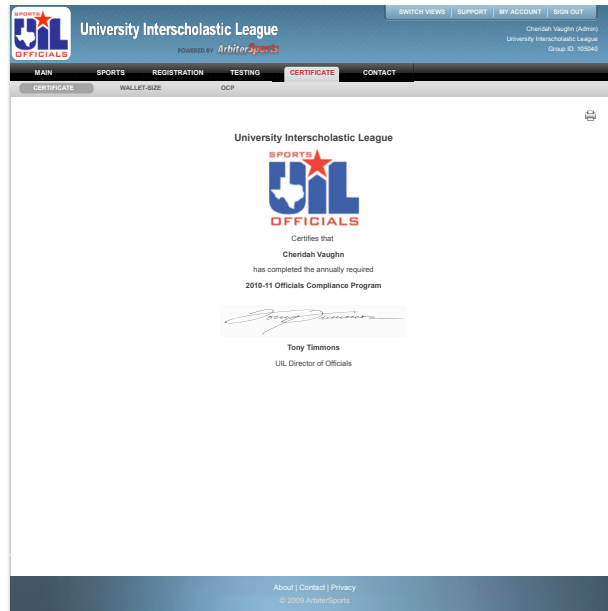 SWITCH VIEWS SUPPORT MY ACCOUNT SIGN OUT
SPORTS
UIL
OFFICIALS
University Interscholastic League
POWERED BY ArbiterSports
Cheridah Vaughn (Admin)
University Interscholastic League
Group ID: 105040
MAIN SPORTS REGISTRATION TESTING CERTIFICATE CONTACT
CERTIFICATE WALLET-SIZE OCP
University Interscholastic League
SPORTS
UIL
OFFICIALS
Certifies that
Cheridah Vaughn
has completed the annually required
2010-11 Officials Compliance Program
Tony Timmons
Tony Timmons
UIL Director of Officials
About | Contact | Privacy
© 2009 ArbiterSports